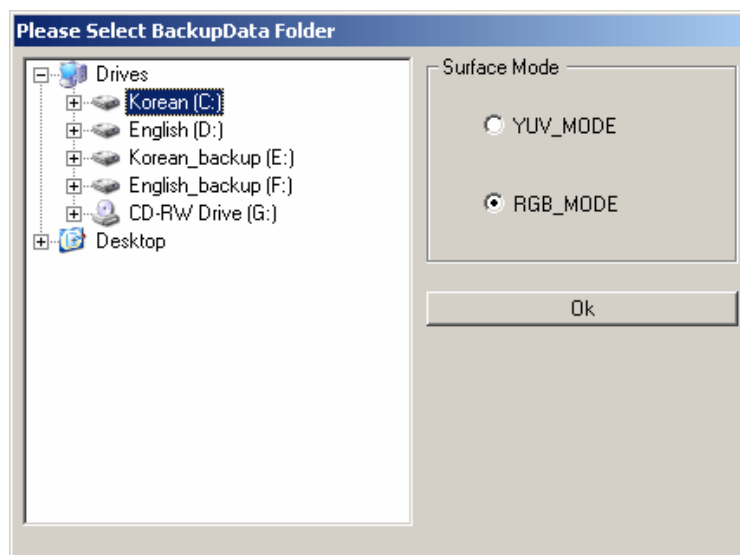 Please Select BackupData Folder
Drives
Korean (C:)
English (D:)
Korean_backup (E:)
English_backup (F:)
CD-RW Drive (G:)
Desktop
Surface Mode
YUV_MODE
RGB_MODE
Ok